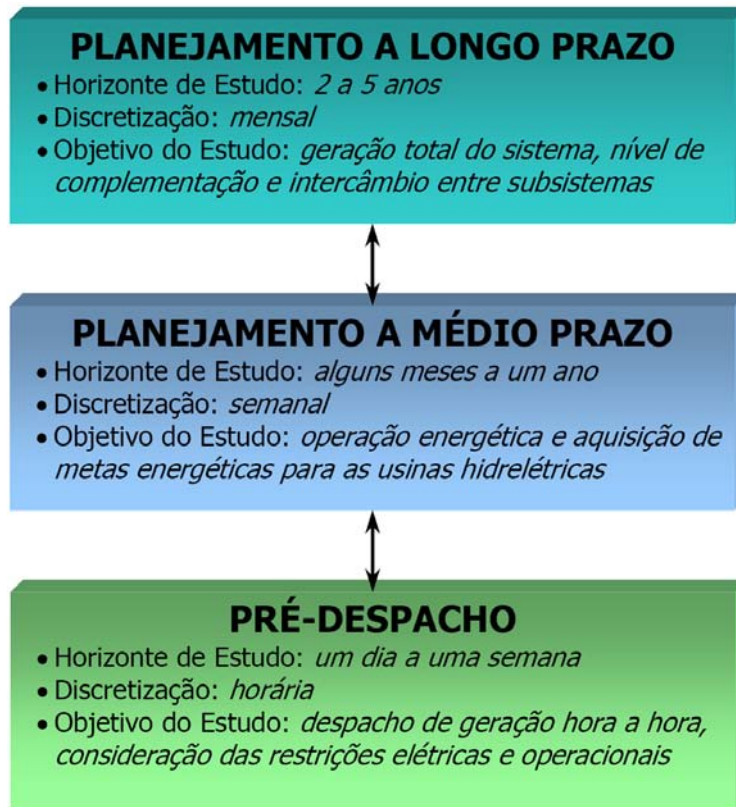 PLANEJAMENTO A LONGO PRAZO
• Horizonte de Estudo: 2 a 5 anos
• Discretização: mensal
• Objetivo do Estudo: geração total do sistema, nível de
complementação e intercâmbio entre subsistemas
PLANEJAMENTO A MÉDIO PRAZO
• Horizonte de Estudo: alguns meses a um ano
• Discretização: semanal
• Objetivo do Estudo: operação energética e aquisição de
metas energéticas para as usinas hidrelétricas
PRÉ-DESPACHO
• Horizonte de Estudo: um dia a uma semana
• Discretização: horária
• Objetivo do Estudo: despacho de geração hora a hora,
consideração das restrições elétricas e operacionais